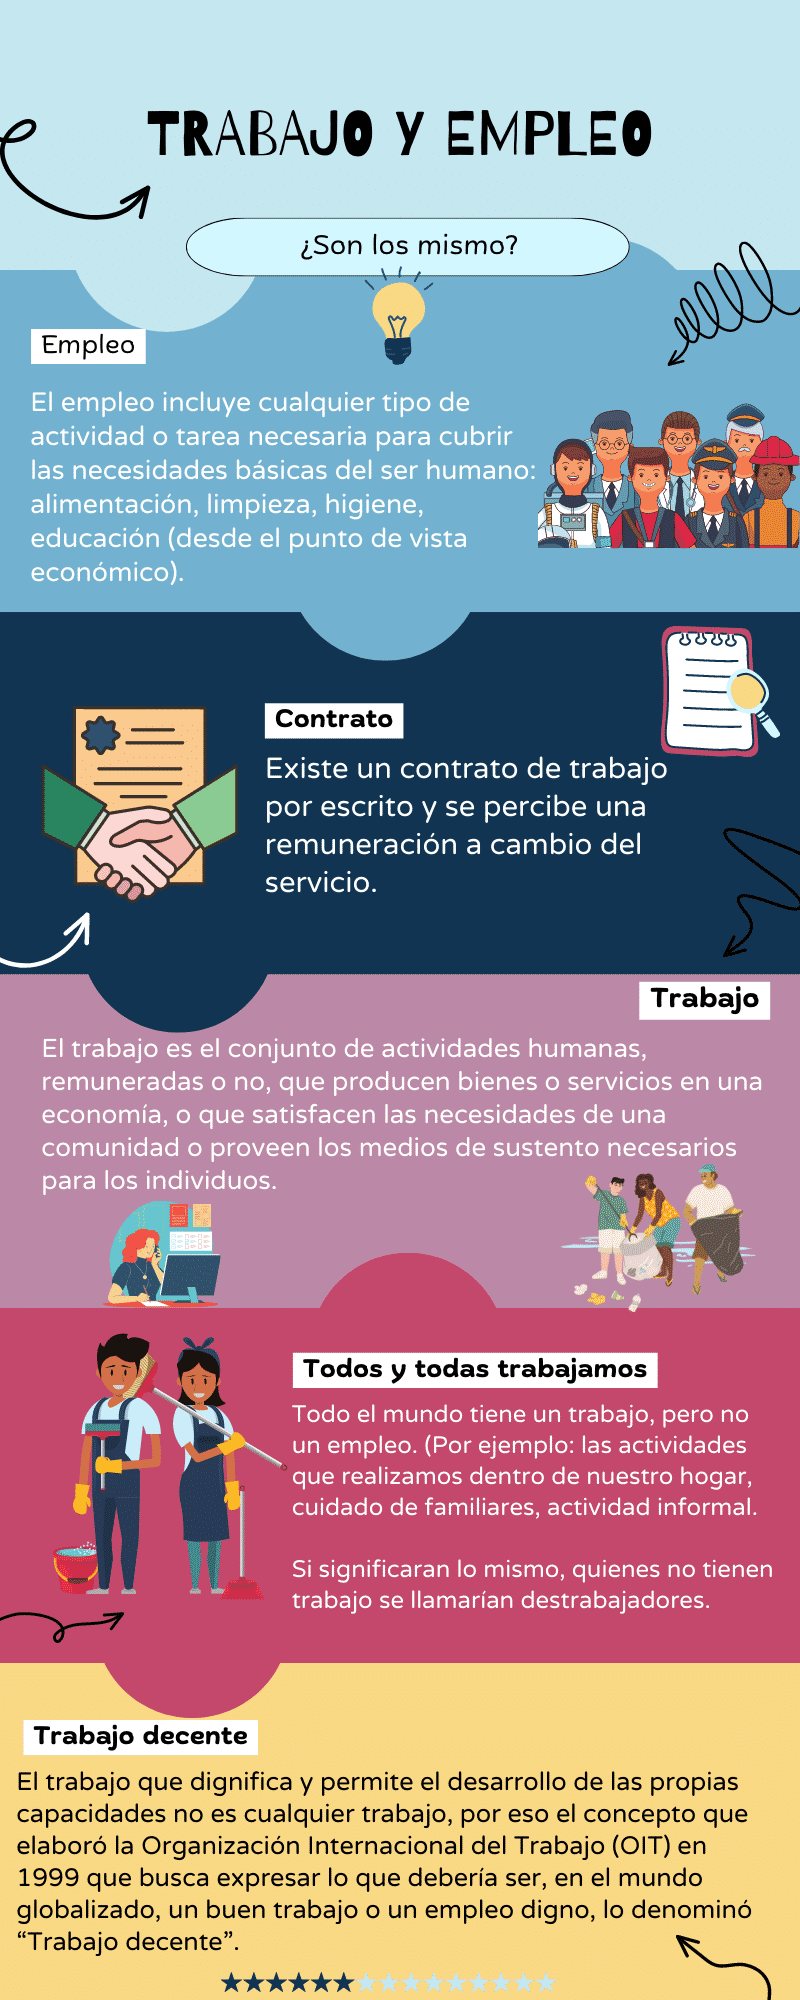 TRABAJO Y EMPLEO
¿Son los mismo?
Empleo
El empleo incluye cualquier tipo de
actividad o tarea necesaria para cubrir
las necesidades básicas del ser humano:
alimentación, limpieza, higiene,
educación (desde el punto de vista
económico).
Contrato
Existe un contrato de trabajo
por escrito y se percibe una
remuneración a cambio del
servicio.
Trabajo
El trabajo es el conjunto de actividades humanas,
remuneradas o no, que producen bienes o servicios en una
economía, o que satisfacen las necesidades de una
comunidad o proveen los medios de sustento necesarios
para los individuos.
Todos y todas trabajamos
Todo el mundo tiene un trabajo, pero no
un empleo. (Por ejemplo: las actividades
que realizamos dentro de nuestro hogar,
cuidado de familiares, actividad informal.
Si significaran lo mismo, quienes no tienen
trabajo se llamarían destrabajadores.
Trabajo decente
El trabajo que dignifica y permite el desarrollo de las propias
capacidades no es cualquier trabajo, por eso el concepto que
elaboró la Organización Internacional del Trabajo (OIT) en
1999 que busca expresar lo que debería ser, en el mundo
globalizado, un buen trabajo o un empleo digno, lo denominó
“Trabajo decente”.